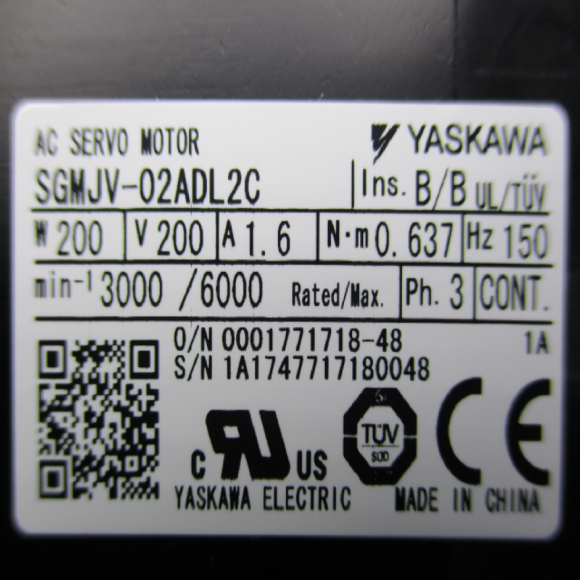 AC SERVO MOTOR YASKAWA
SGMJV-02ADL2C Ins. B/B UL/TÜV
W 200 V 200 A 1.6 N·m 0.637 Hz 150
min-1 3000 /6000 Rated/Max. Ph. 3 CONT.
O/N 0001771718-48 1A
S/N 1A1747717180048
c RU US TÜV SÜD CE
YASKAWA ELECTRIC MADE IN CHINA